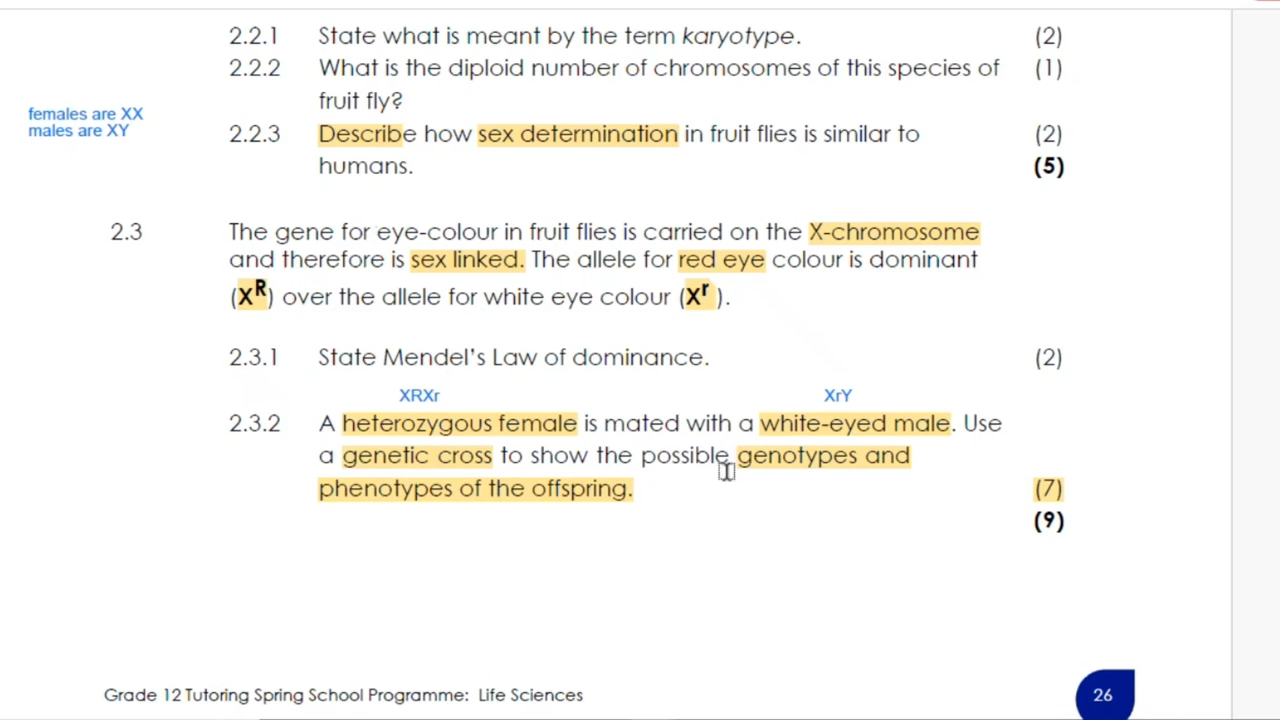 2.2.1 State what is meant by the term karyotype. (2)
2.2.2 What is the diploid number of chromosomes of this species of (1)
fruit fly?
females are XX
males are XY
2.2.3 Describe how sex determination in fruit flies is similar to (2)
humans. (5)
2.3 The gene for eye-colour in fruit flies is carried on the X-chromosome
and therefore is sex linked. The allele for red eye colour is dominant
(X^R) over the allele for white eye colour (X^r ).
2.3.1 State Mendel's Law of dominance. (2)
XRXr XrY
2.3.2 A heterozygous female is mated with a white-eyed male. Use
a genetic cross to show the possible genotypes and
phenotypes of the offspring. (7)
(9)
Grade 12 Tutoring Spring School Programme: Life Sciences 26